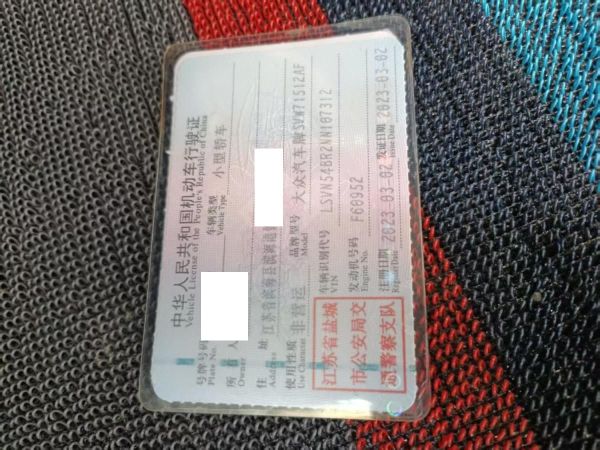 中华人民共和国机动车行驶证
Vehicle License of the People's Republic of China
号牌号码 车辆类型 小型轿车
Plate No. Vehicle Type
所 人
Owner
住 址 江苏省滨海县滨
Address
使用性质 非营运 品牌型号 大众汽车牌SVW71512AF
Use Character Model
江苏省盐城
市公安局交
通警察支队
车辆识别代号 LSVN54BR2NN107312
VIN
发动机号码 F68952
Engine No.
注册日期 2023-03-02 发证日期 2023-03-02
Register Date Issue Date